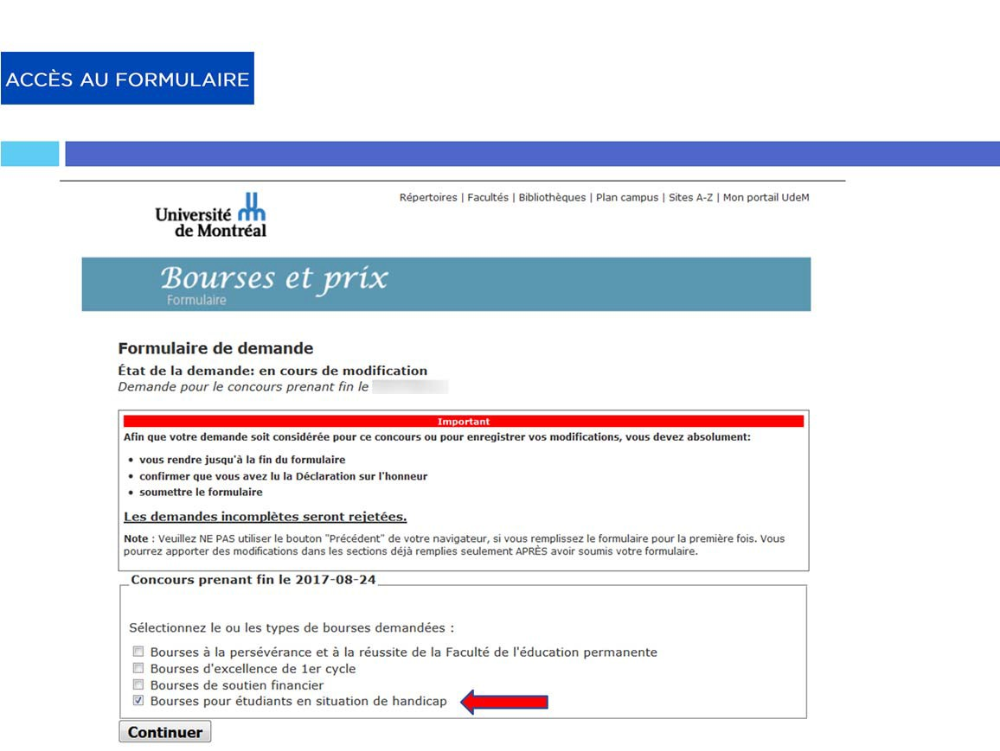 ACCÈS AU FORMULAIRE
Université
de Montréal
Répertoires | Facultés | Bibliothèques | Plan campus | Sites A-Z | Mon portail UdeM
Bourses et prix
Formulaire
Formulaire de demande
État de la demande: en cours de modification
Demande pour le concours prenant fin le
Important
Afin que votre demande soit considérée pour ce concours ou pour enregistrer vos modifications, vous devez absolument:
• vous rendre jusqu'à la fin du formulaire
• confirmer que vous avez lu la Déclaration sur l'honneur
• soumettre le formulaire
Les demandes incomplètes seront rejetées.
Note : Veuillez NE PAS utiliser le bouton "Précédent" de votre navigateur, si vous remplissez le formulaire pour la première fois. Vous
pourrez apporter des modifications dans les sections déjà remplies seulement APRÈS avoir soumis votre formulaire.
Concours prenant fin le 2017-08-24
Sélectionnez le ou les types de bourses demandées :
Bourses à la persévérance et à la réussite de la Faculté de l'éducation permanente
Bourses d'excellence de 1er cycle
Bourses de soutien financier
Bourses pour étudiants en situation de handicap
Continuer